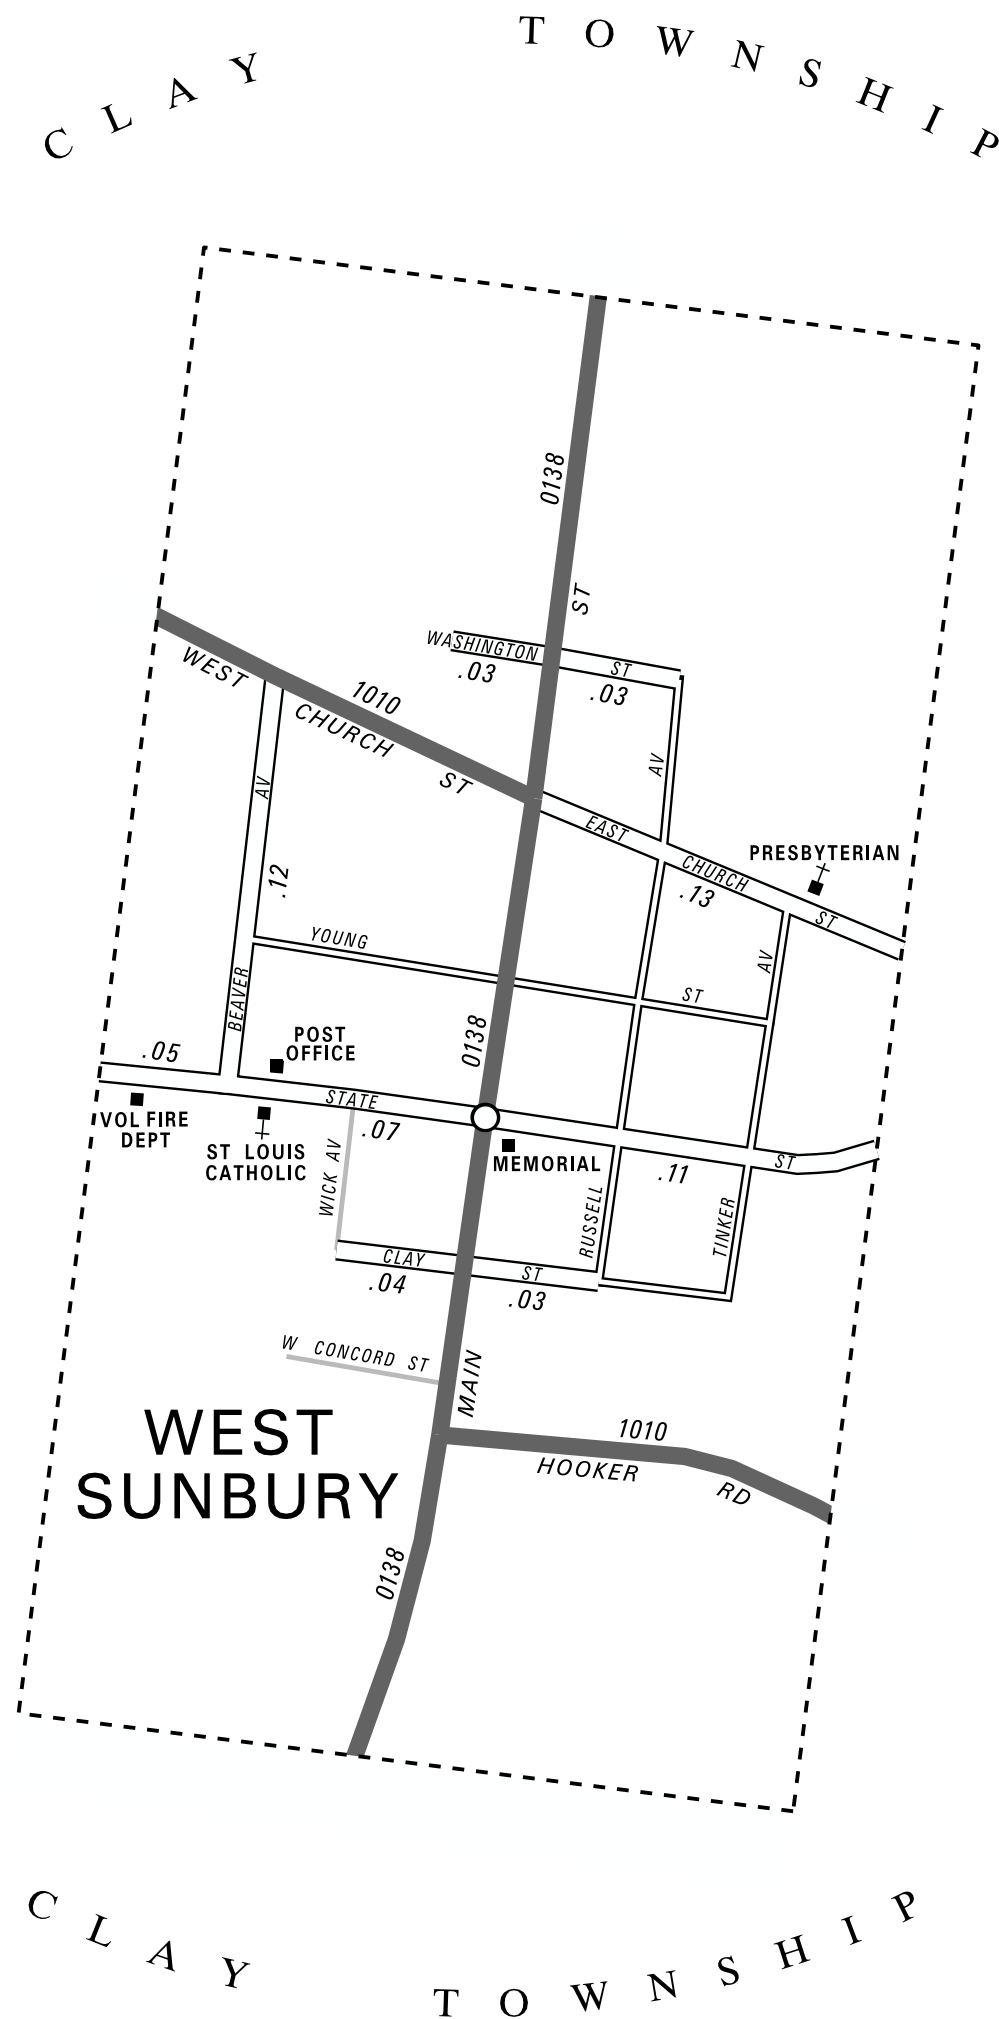 CLAY TOWNSHIP
0138
ST
WASHINGTON ST
.03
.03
WEST CHURCH ST
1010
AV
AV
EAST CHURCH ST
PRESBYTERIAN
.13
.12
YOUNG ST
AV
BEAVER
0138
POST
OFFICE
.05
STATE ST
.07
VOL FIRE
DEPT
ST LOUIS
CATHOLIC
WICK AV
MEMORIAL
.11
RUSSELL
TINKER
CLAY ST
.04
.03
W CONCORD ST
MAIN
WEST
SUNBURY
1010
HOOKER RD
0138
CLAY TOWNSHIP